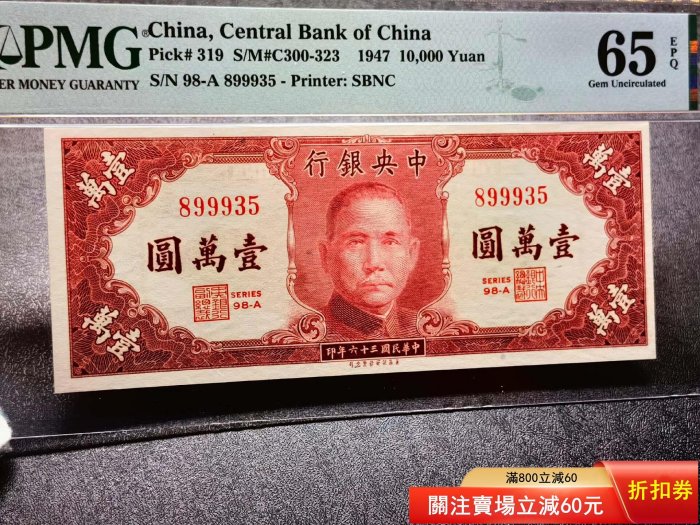 PMG
ER MONEY GUARANTY
China, Central Bank of China
Pick# 319 S/M#C300-323 1947 10,000 Yuan
S/N 98-A 899935 - Printer: SBNC
65 EPQ
Gem Uncirculated
壹萬
中央銀行
壹萬
899935
899935
壹萬圓
壹萬圓
SERIES
98-A
SERIES
98-A
壹萬
壹萬
中華民國三十六年印
滿800立減60
關注賣場立減60元
折扣券